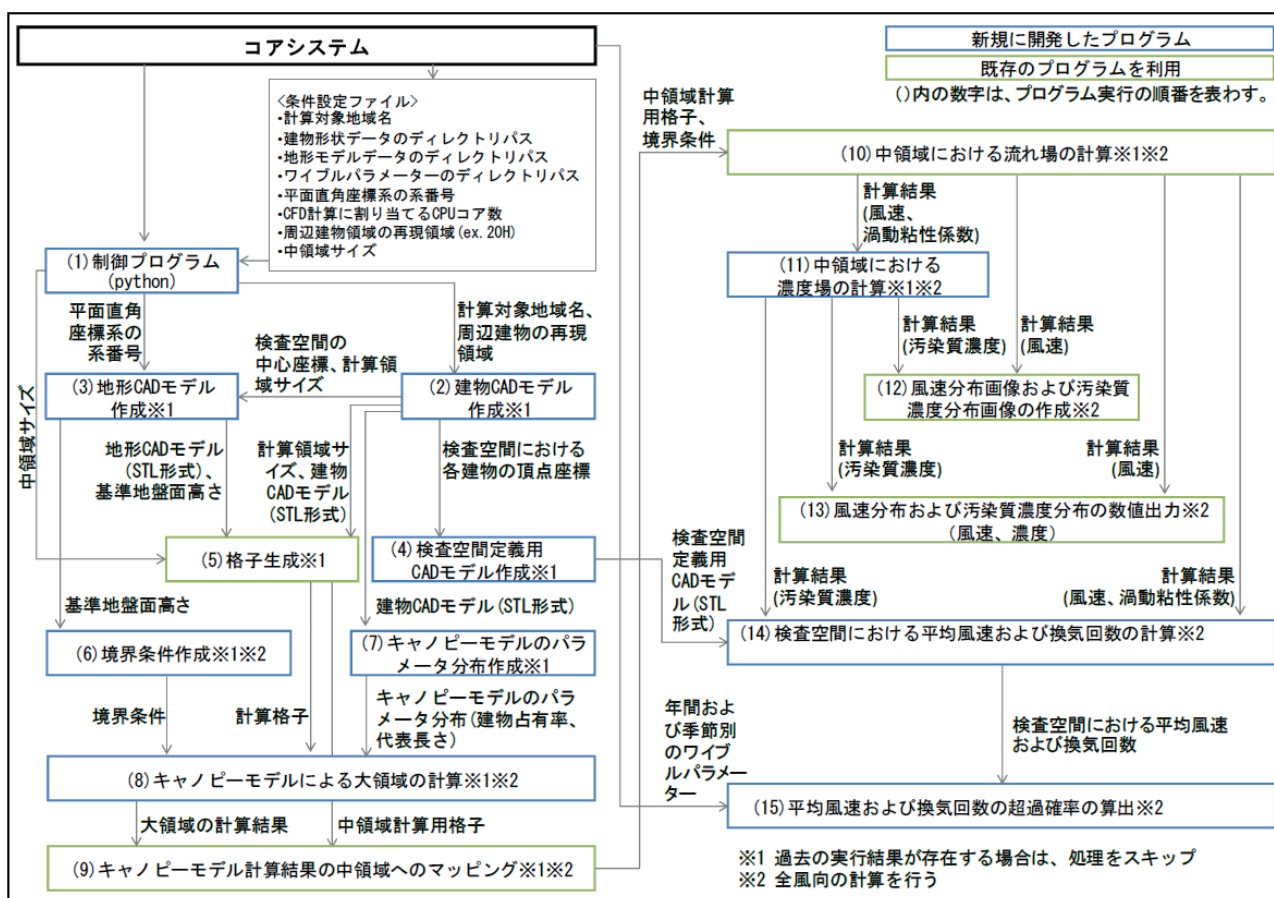 コアシステム
新規に開発したプログラム
既存のプログラムを利用
()内の数字は、プログラム実行の順番を表わす。
<条件設定ファイル>
・計算対象地域名
・建物形状データのディレクトリパス
・地形モデルデータのディレクトリパス
・ワイブルパラメーターのディレクトリパス
・平面直角座標系の系番号
・CFD計算に割り当てるCPUコア数
・周辺建物領域の再現領域(ex.20H)
・中領域サイズ
(1)制御プログラム
(python)
平面直角
座標系の
系番号
計算対象地域名、
周辺建物の再現
領域
検査空間の
中心座標、計算領
域サイズ
(3)地形CADモデル
作成※1
(2)建物CADモデル
作成※1
中領域サイズ
地形CADモデル
(STL形式)、
基準地盤面高さ
計算領域サ
イズ、建物
CADモデル
(STL形式)
検査空間における
各建物の頂点座標
(5)格子生成※1
(4)検査空間定義用
CADモデル作成※1
基準地盤面高さ
建物CADモデル(STL形式)
(6)境界条件作成※1※2
(7)キャノピーモデルのパラ
メータ分布作成※1
境界条件
計算格子
キャノピーモデルのパラ
メータ分布(建物占有率、
代表長さ)
(8)キャノピーモデルによる大領域の計算※1※2
大領域の計算結果
中領域計算用格子
(9)キャノピーモデル計算結果の中領域へのマッピング※1※2
中領域計算
用格子、
境界条件
(10)中領域における流れ場の計算※1※2
計算結果
(風速、
渦動粘性係数)
(11)中領域における
濃度場の計算※1※2
計算結果
(汚染質濃度)
計算結果
(風速)
(12)風速分布画像および汚染質
濃度分布画像の作成※2
計算結果
(汚染質濃度)
計算結果
(風速)
(13)風速分布および汚染質濃度分布の数値出力※2
(風速、濃度)
検査空間
定義用
CADモデ
ル(STL
形式)
計算結果
(汚染質濃度)
計算結果
(風速、渦動粘性係数)
(14)検査空間における平均風速および換気回数の計算※2
年間およ
び季節別
のワイブ
ルパラメー
ター
検査空間における平均風速
および換気回数
(15)平均風速および換気回数の超過確率の算出※2
※1 過去の実行結果が存在する場合は、処理をスキップ
※2 全風向の計算を行う